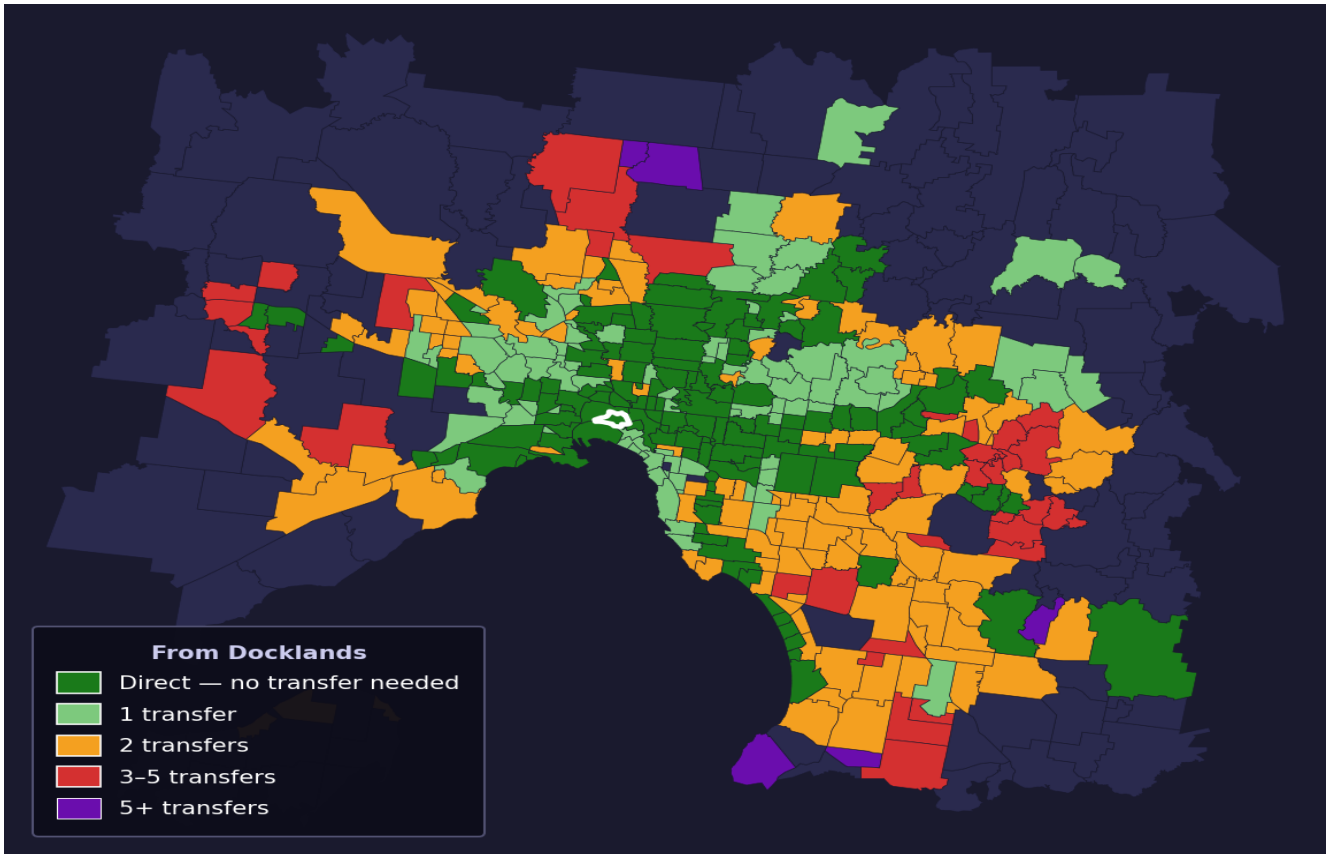 From Docklands
Direct — no transfer needed
1 transfer
2 transfers
3–5 transfers
5+ transfers